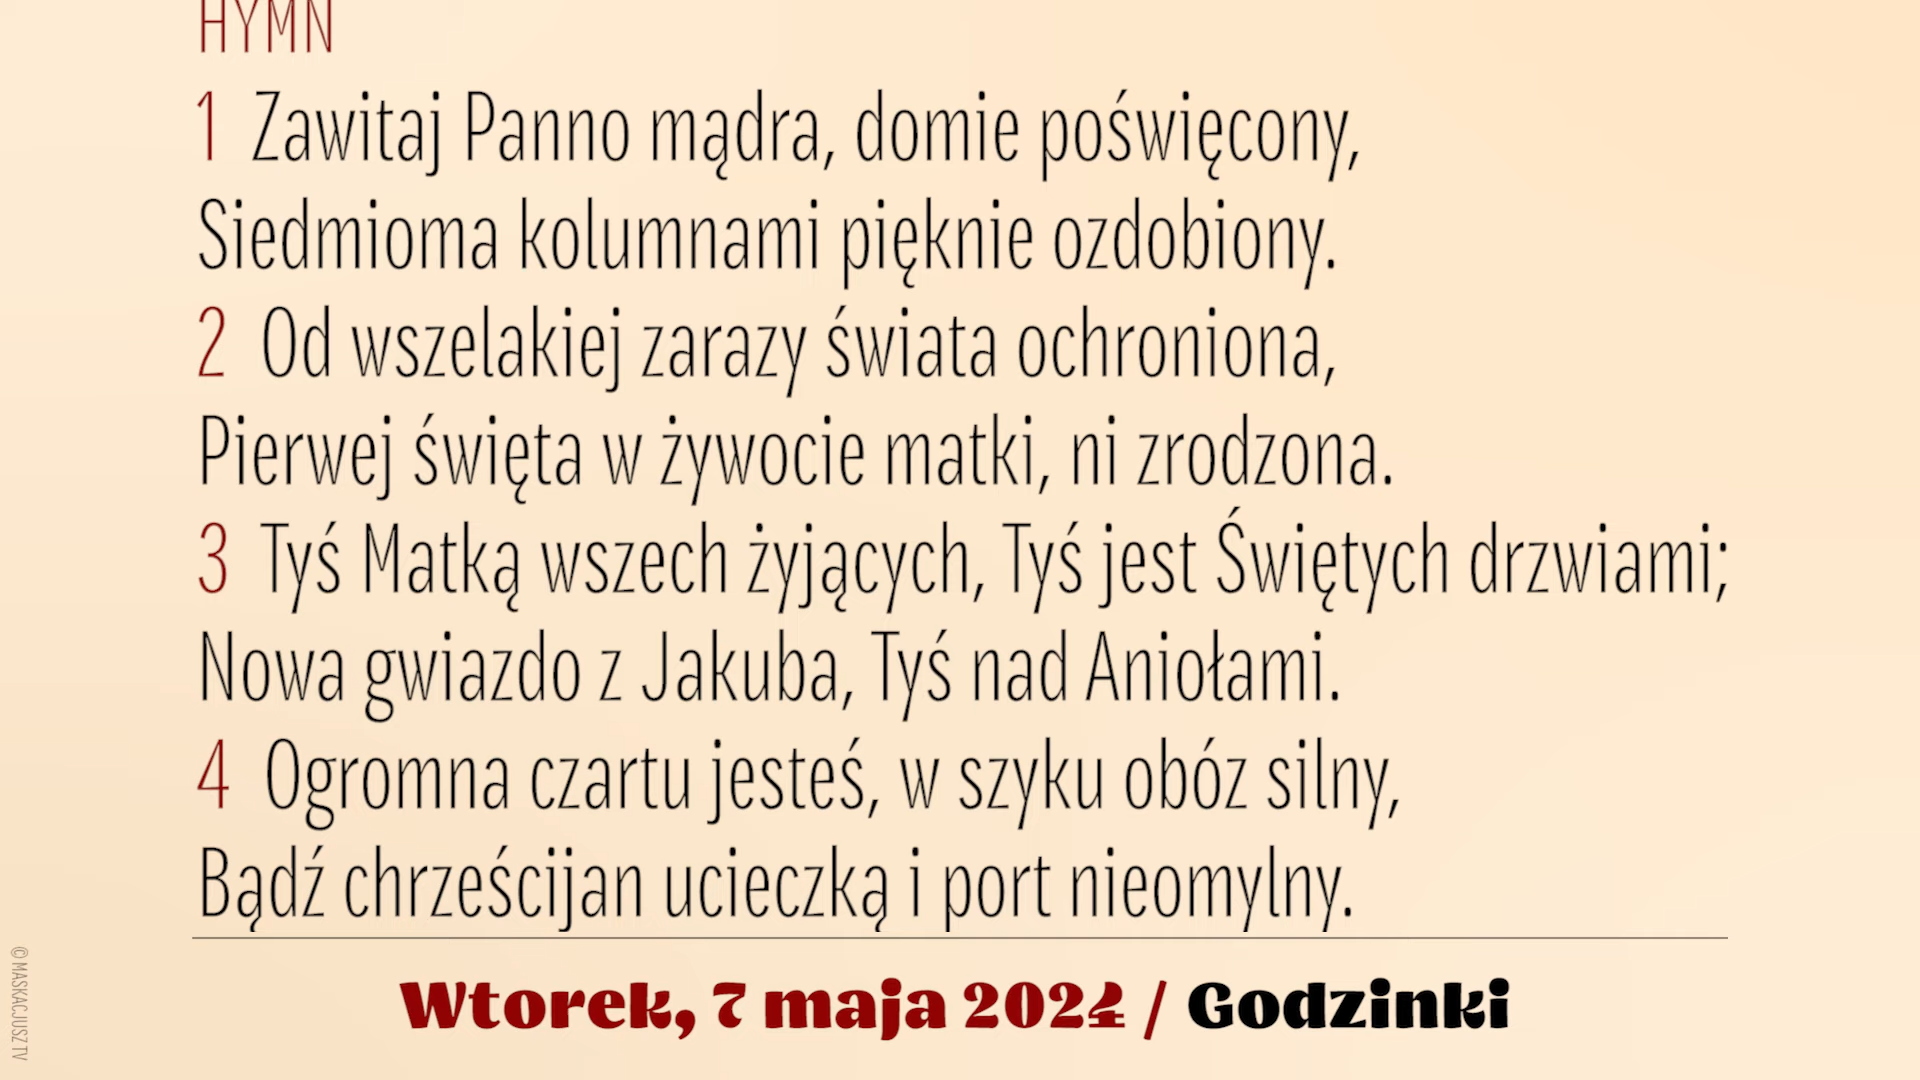 HYMN
1 Zawitaj Panno mądra, domie poświęcony,
Siedmioma kolumnami pięknie ozdobiony.
2 Od wszelakiej zarazy świata ochroniona,
Pierwej święta w żywocie matki, ni zrodzona.
3 Tyś Matką wszech żyjących, Tyś jest Świętych drzwiami;
Nowa gwiazdo z Jakuba, Tyś nad Aniołami.
4 Ogromna czartu jesteś, w szyku obóz silny,
Bądź chrześcijan ucieczką i port nieomylny.
Wtorek, 7 maja 2024 / Godzinki
© MASKACJUSZ TV